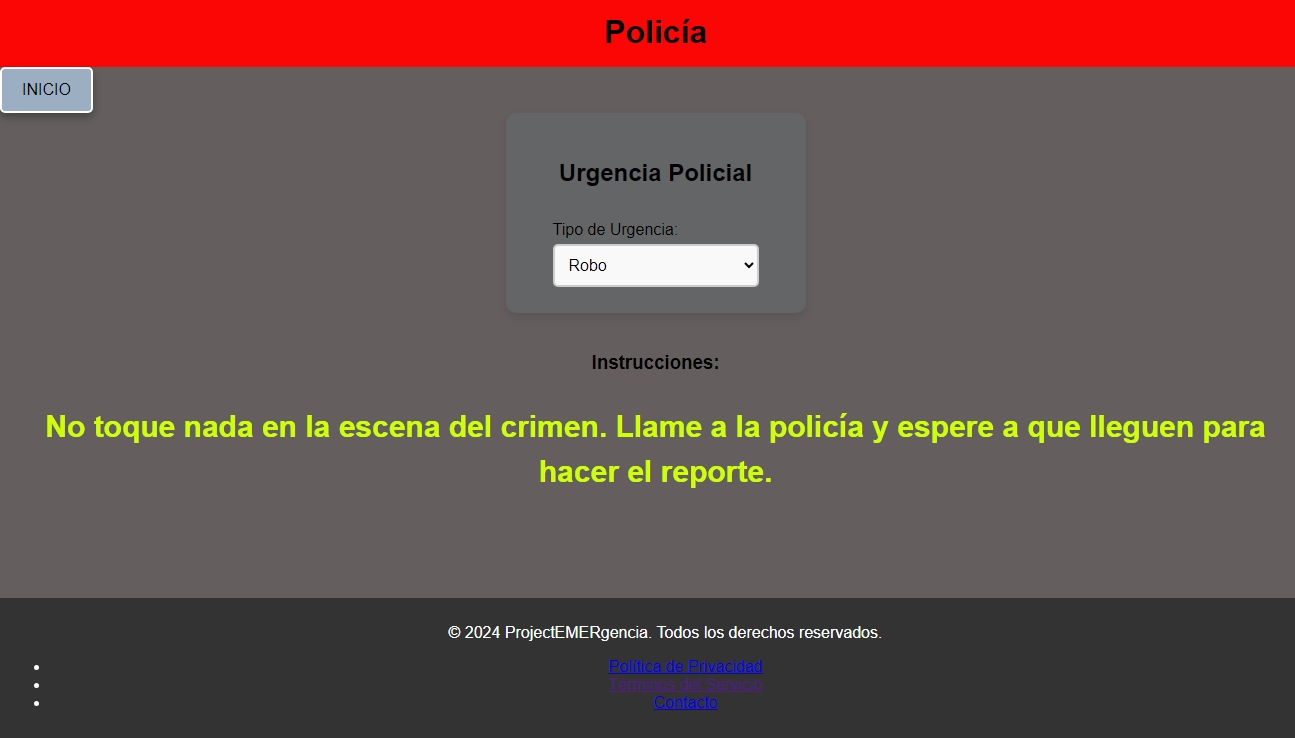 Policía
INICIO
Urgencia Policial
Tipo de Urgencia:
Robo
Instrucciones:
No toque nada en la escena del crimen. Llame a la policía y espere a que lleguen para
hacer el reporte.
© 2024 ProjectEMERgencia. Todos los derechos reservados.
Política de Privacidad
Términos de Servicio
Contacto